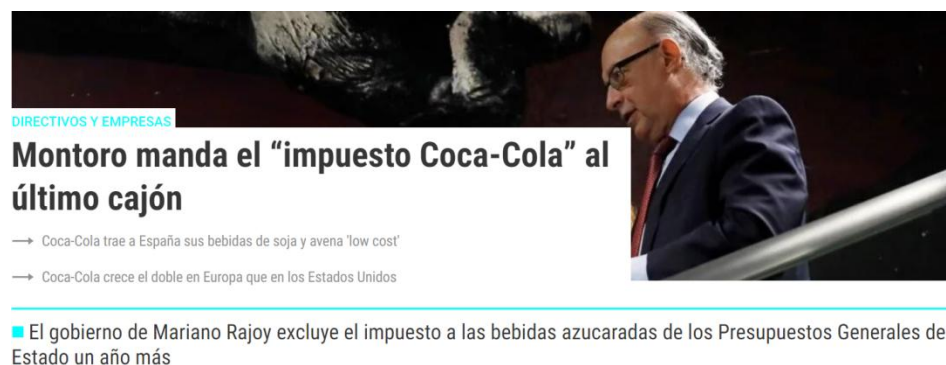 DIRECTIVOS Y EMPRESAS
Montoro manda el “impuesto Coca-Cola” al
último cajón
→ Coca-Cola trae a España sus bebidas de soja y avena 'low cost'
→ Coca-Cola crece el doble en Europa que en los Estados Unidos
■ El gobierno de Mariano Rajoy excluye el impuesto a las bebidas azucaradas de los Presupuestos Generales de
Estado un año más